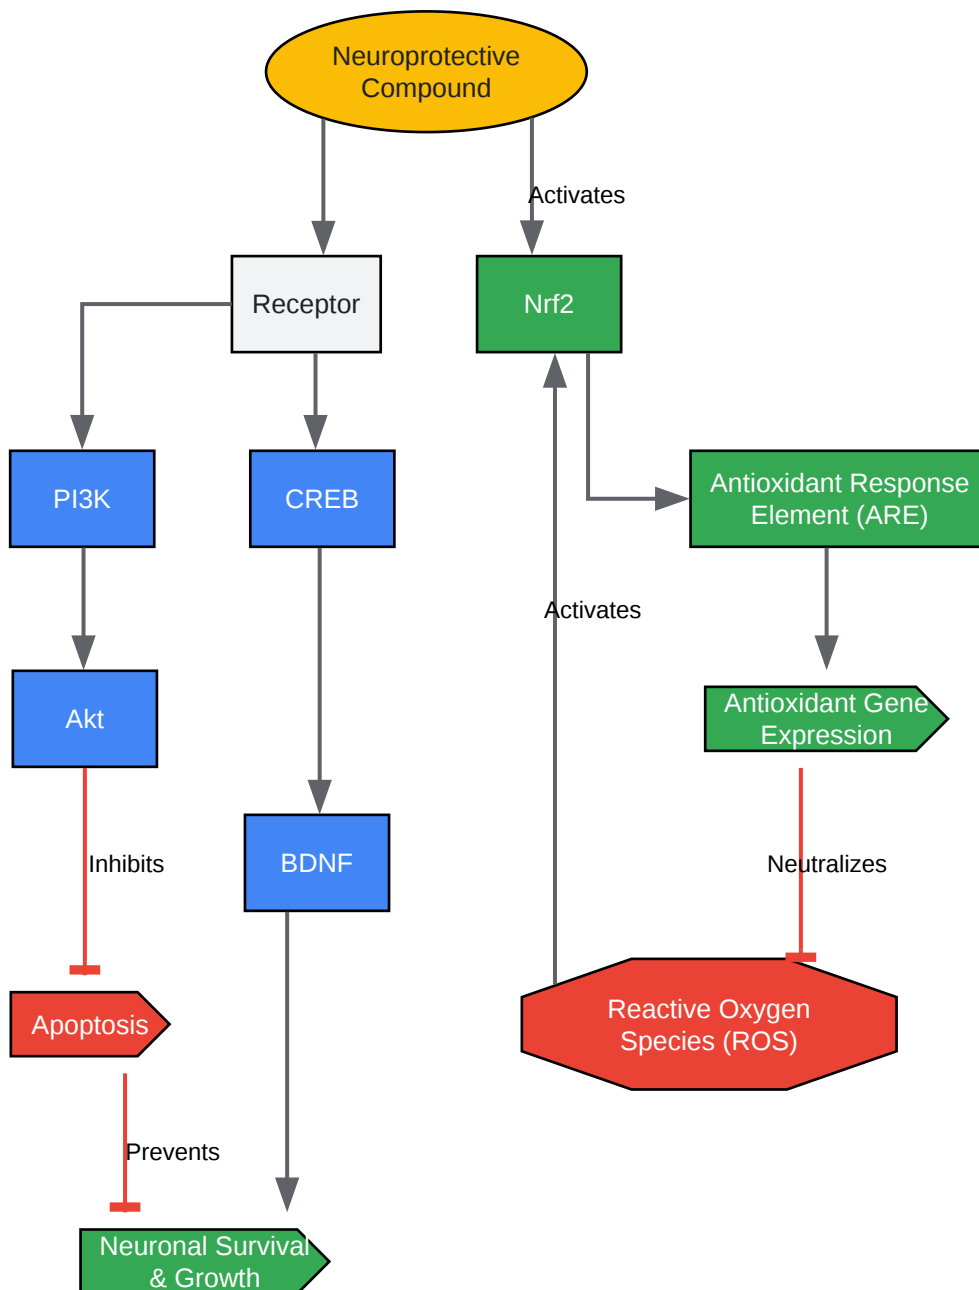 Neuroprotective
Compound
Activates
Receptor
Nrf2
PI3K
CREB
Antioxidant Response
Element (ARE)
Activates
Akt
Antioxidant Gene
Expression
Inhibits
BDNF
Neutralizes
Apoptosis
Reactive Oxygen
Species (ROS)
Prevents
Neuronal Survival
& Growth